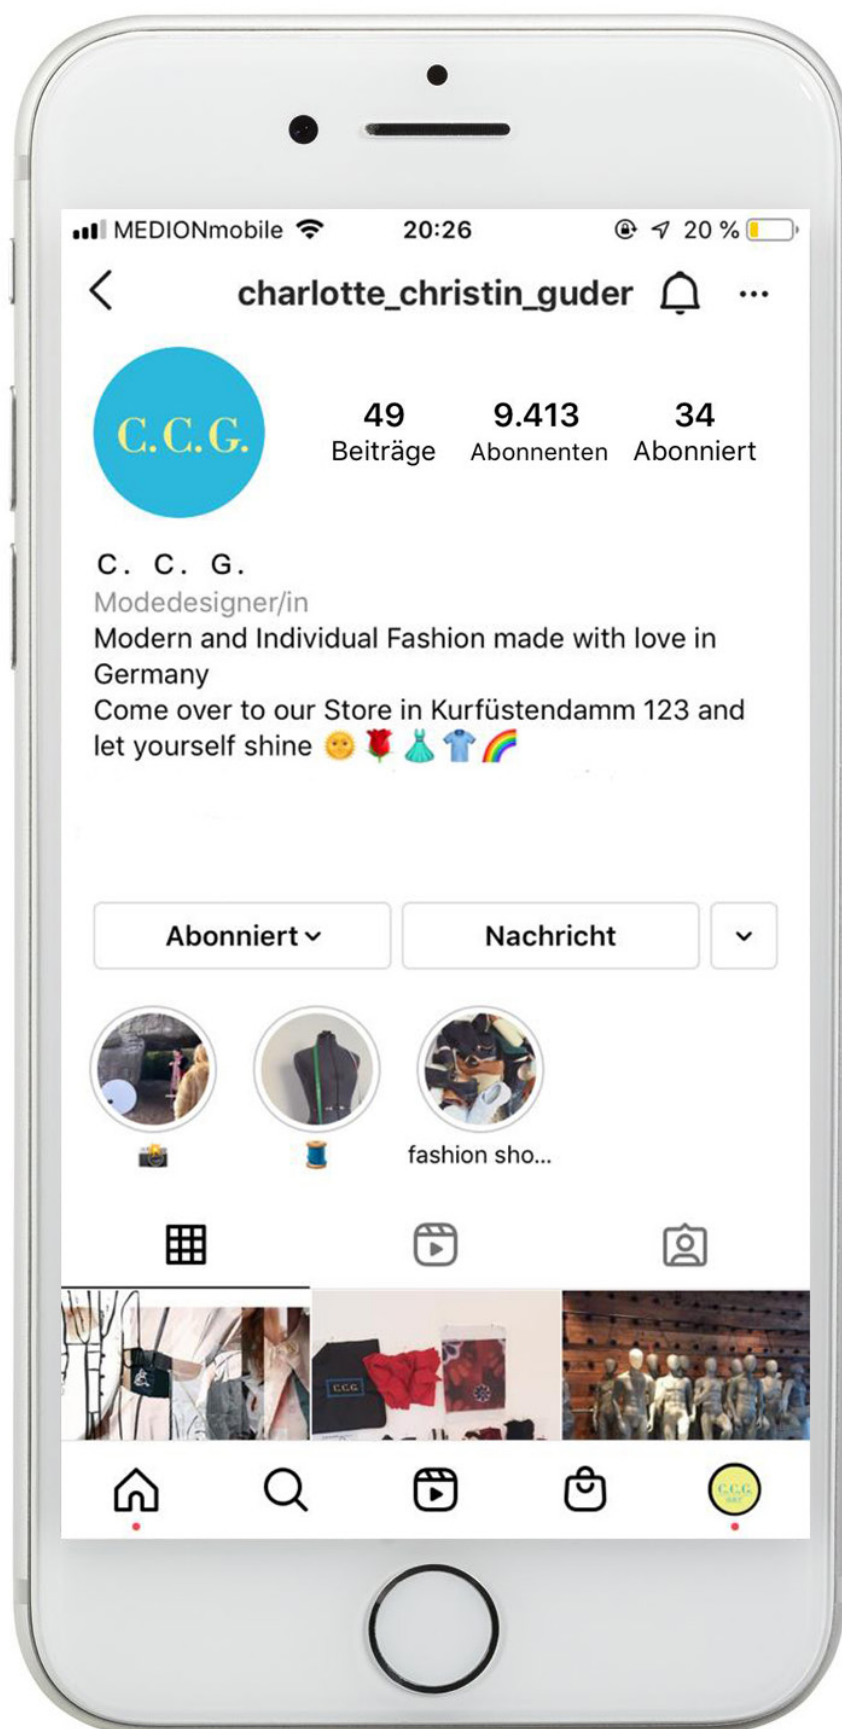 MEDIONmobile 20:26 20 %
charlotte_christin_guder
C.C.G.
49 9.413 34
Beiträge Abonnenten Abonniert
C. C. G.
Modedesigner/in
Modern and Individual Fashion made with love in
Germany
Come over to our Store in Kurfüstendamm 123 and
let yourself shine 🌞🌹👗👕🌈
Abonniert Nachricht
fashion sho...
C.C.G.
C.C.G.